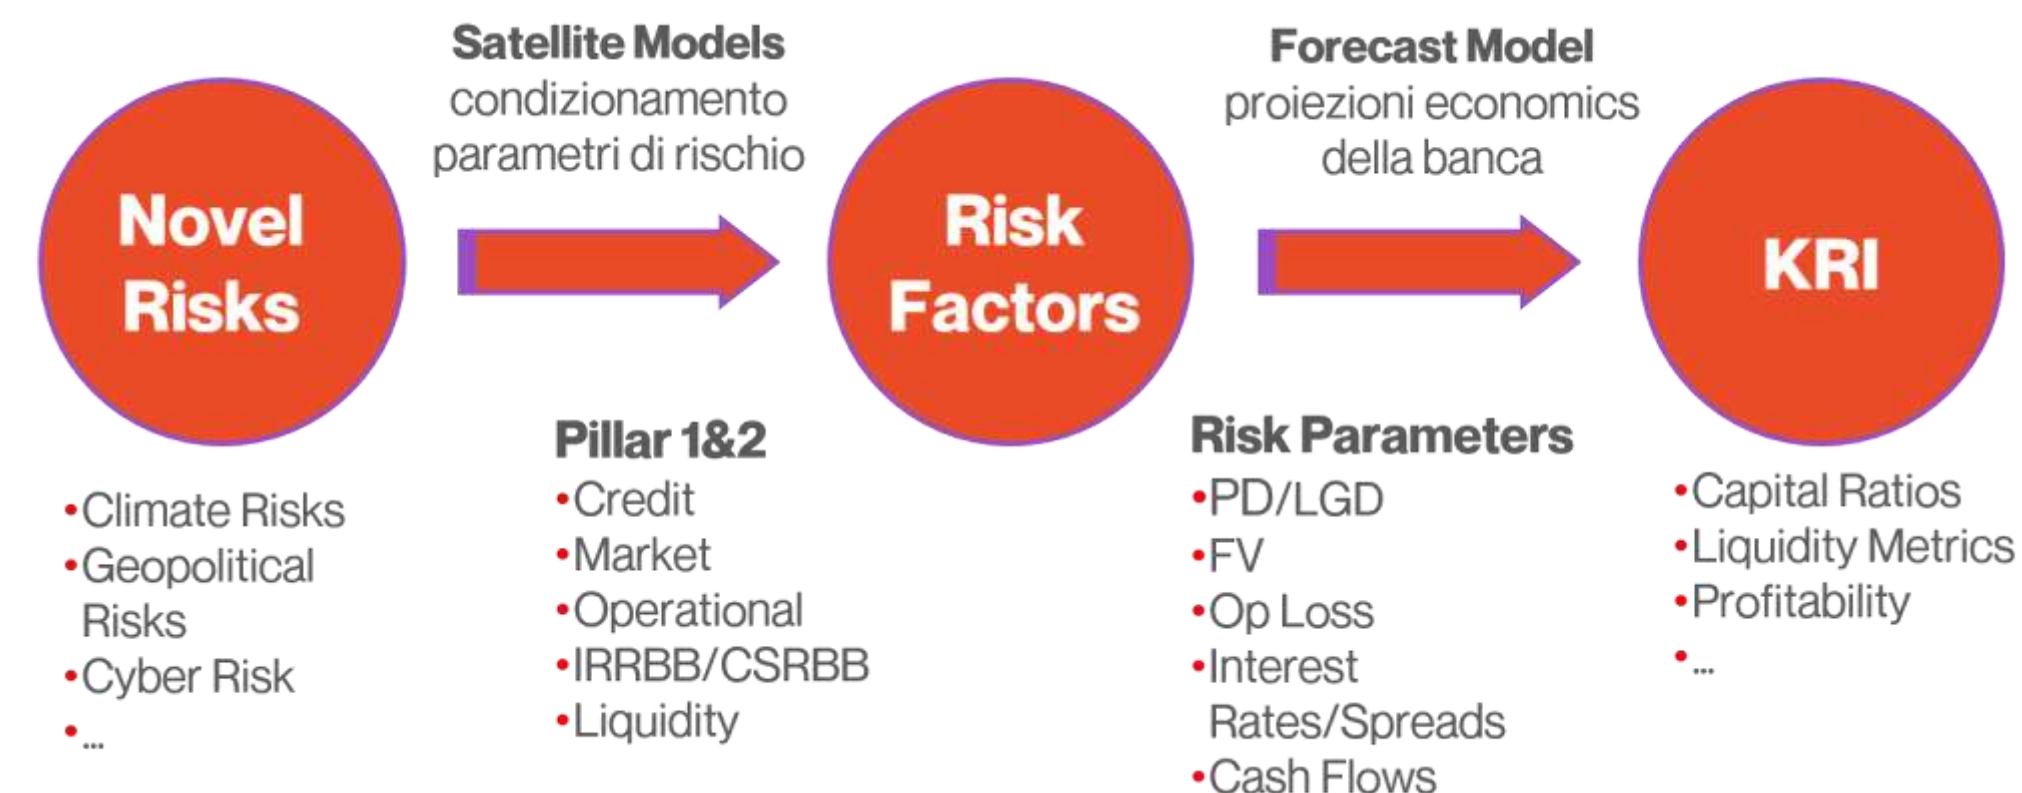 Satellite Models
condizionamento
parametri di rischio
Forecast Model
proiezioni economics
della banca
Novel
Risks
Risk
Factors
KRI
•Climate Risks
•Geopolitical
Risks
•Cyber Risk
•...
Pillar 1&2
•Credit
•Market
•Operational
•IRRBB/CSRBB
•Liquidity
Risk Parameters
•PD/LGD
•FV
•Op Loss
•Interest
Rates/Spreads
•Cash Flows
•Capital Ratios
•Liquidity Metrics
•Profitability
•...